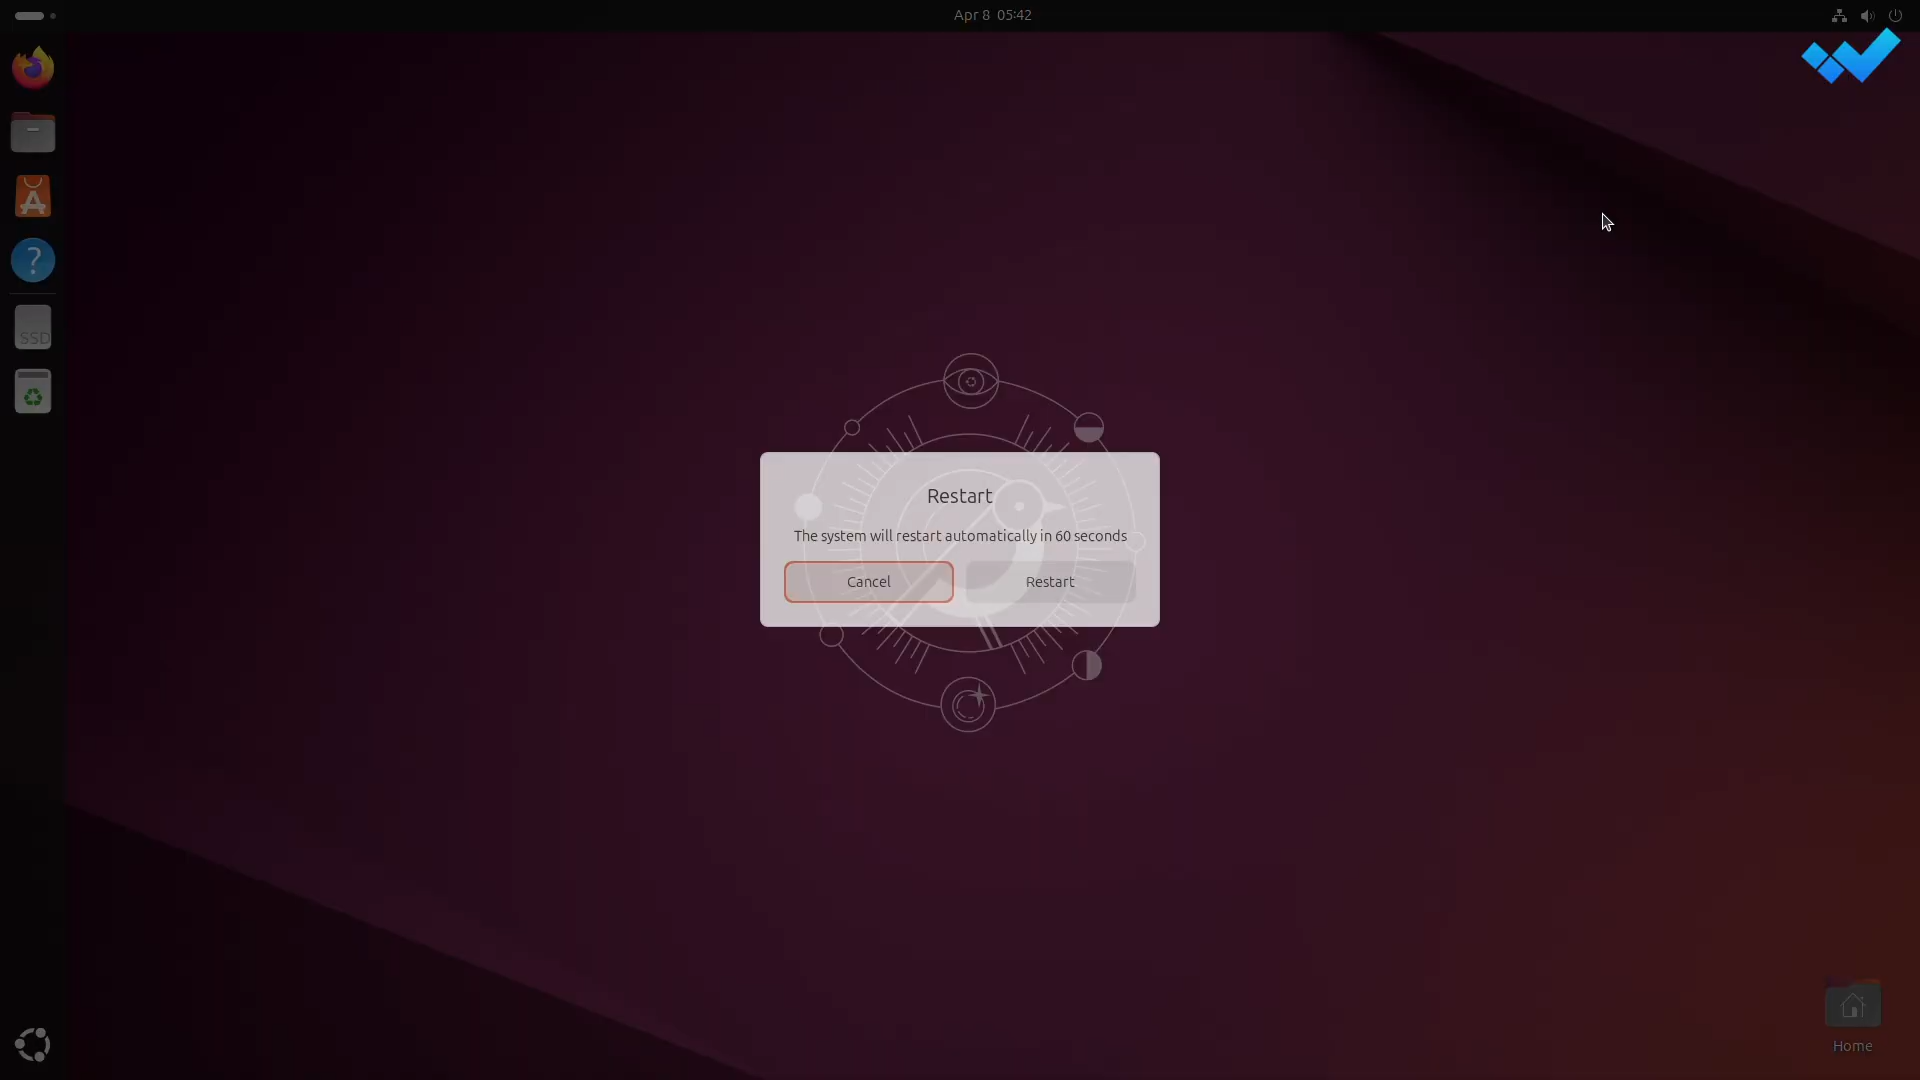 Apr 8 05:42
SSD
Restart
The system will restart automatically in 60 seconds
Cancel
Restart
Home